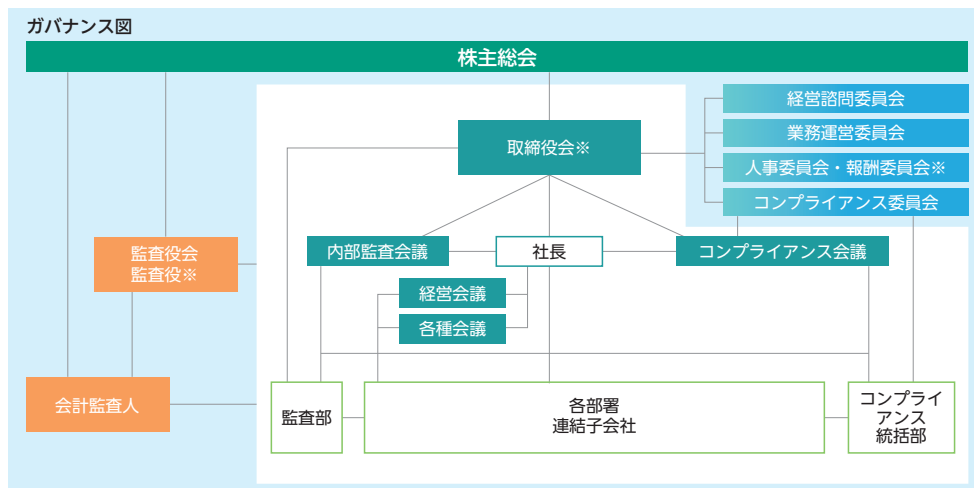 ガバナンス図
株主総会
経営諮問委員会
取締役会※
業務運営委員会
人事委員会・報酬委員会※
コンプライアンス委員会
監査役会
監査役※
内部監査会議
社長
コンプライアンス会議
経営会議
各種会議
会計監査人
監査部
各部署
連結子会社
コンプライ
アンス
統括部